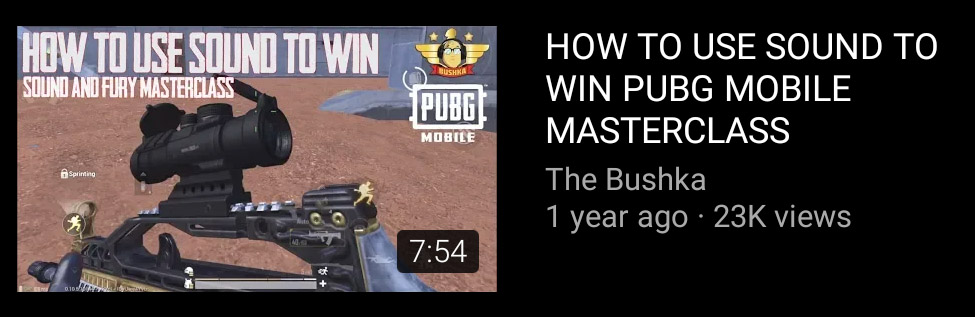 HOW TO USE SOUND TO WIN
SOUND AND FURY MASTERCLASS
BUSHKA
PUBG
MOBILE
Sprinting
7:54
HOW TO USE SOUND TO
WIN PUBG MOBILE
MASTERCLASS
The Bushka
1 year ago · 23K views